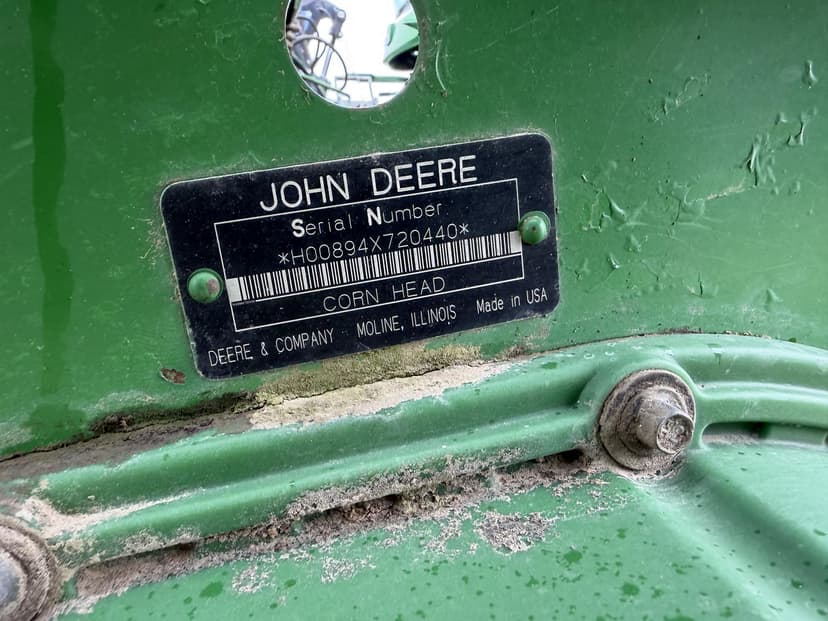 JOHN DEERE
Serial Number
*H00894X720440*
CORN HEAD
DEERE & COMPANY MOLINE, ILLINOIS Made in USA